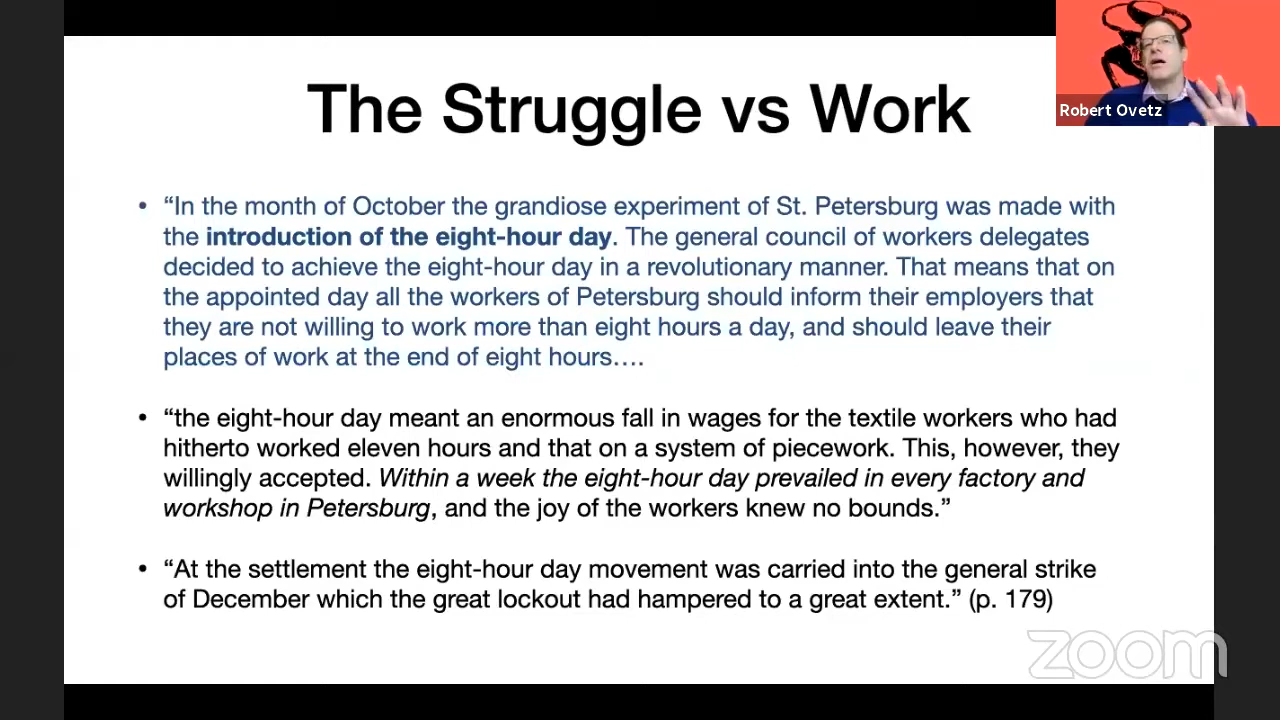 The Struggle vs Work
Robert Ovetz
• “In the month of October the grandiose experiment of St. Petersburg was made with
the introduction of the eight-hour day. The general council of workers delegates
decided to achieve the eight-hour day in a revolutionary manner. That means that on
the appointed day all the workers of Petersburg should inform their employers that
they are not willing to work more than eight hours a day, and should leave their
places of work at the end of eight hours….
• “the eight-hour day meant an enormous fall in wages for the textile workers who had
hitherto worked eleven hours and that on a system of piecework. This, however, they
willingly accepted. Within a week the eight-hour day prevailed in every factory and
workshop in Petersburg, and the joy of the workers knew no bounds.”
• “At the settlement the eight-hour day movement was carried into the general strike
of December which the great lockout had hampered to a great extent.” (p. 179)
zoom